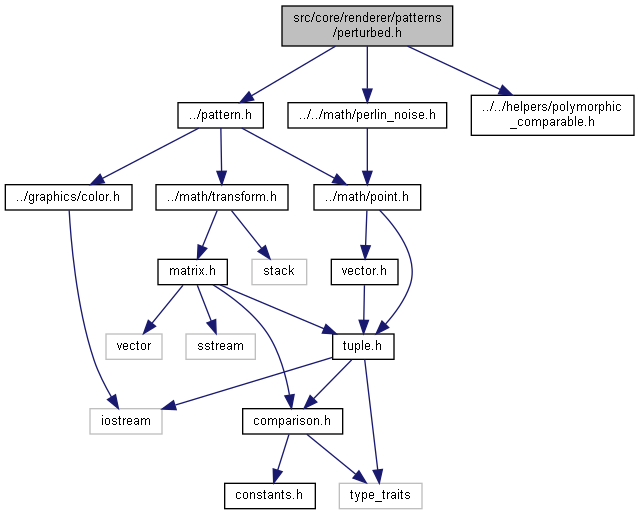 src/core/renderer/patterns
/perturbed.h
../pattern.h
../../math/perlin_noise.h
../../helpers/polymorphic
_comparable.h
../graphics/color.h
../math/transform.h
../math/point.h
matrix.h
stack
vector.h
vector
sstream
tuple.h
iostream
comparison.h
constants.h
type_traits